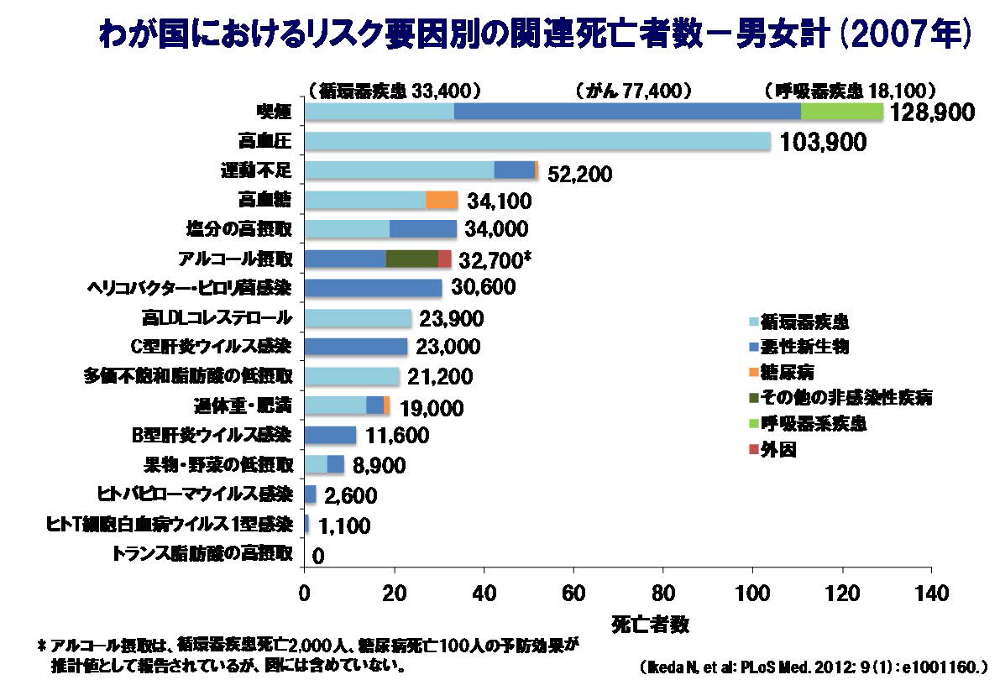 わが国におけるリスク要因別の関連死亡者数－男女計(2007年)
(循環器疾患 33,400) (がん 77,400) (呼吸器疾患 18,100)
喫煙 128,900
高血圧 103,900
運動不足 52,200
高血糖 34,100
塩分の高摂取 34,000
アルコール摂取 32,700*
ヘリコバクター・ピロリ菌感染 30,600
高LDLコレステロール 23,900
C型肝炎ウイルス感染 23,000
多価不飽和脂肪酸の低摂取 21,200
過体重・肥満 19,000
B型肝炎ウイルス感染 11,600
果物・野菜の低摂取 8,900
ヒトパピローマウイルス感染 2,600
ヒトT細胞白血病ウイルス1型感染 1,100
トランス脂肪酸の高摂取 0
循環器疾患
悪性新生物
糖尿病
その他の非感染性疾病
呼吸器系疾患
外因
0 20 40 60 80 100 120 140
死亡者数
* アルコール摂取は、循環器疾患死亡2,000人、糖尿病死亡100人の予防効果が
推計値として報告されているが、図には含めていない。
(Ikeda N, et al: PLoS Med. 2012; 9(1): e1001160.)